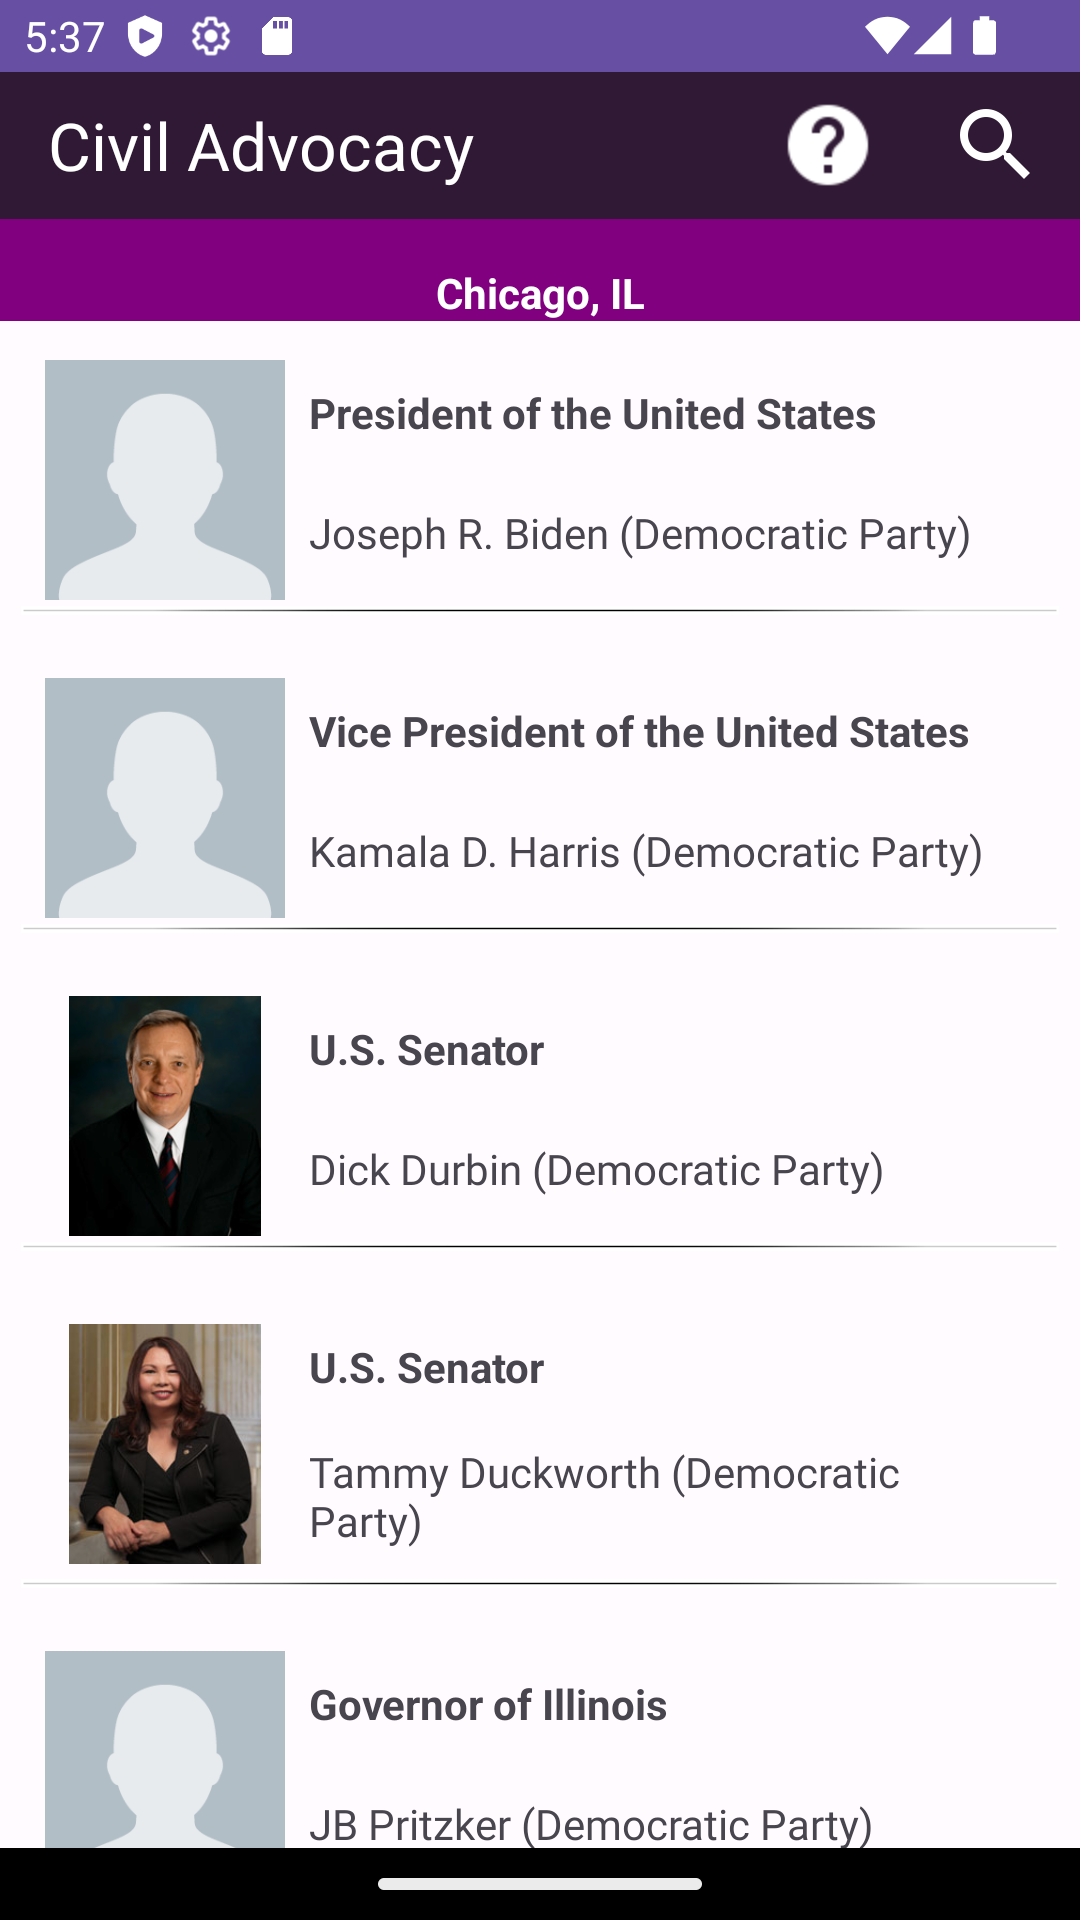 5:37
Civil Advocacy
Chicago, IL
President of the United States
Joseph R. Biden (Democratic Party)
Vice President of the United States
Kamala D. Harris (Democratic Party)
U.S. Senator
Dick Durbin (Democratic Party)
U.S. Senator
Tammy Duckworth (Democratic
Party)
Governor of Illinois
JB Pritzker (Democratic Party)